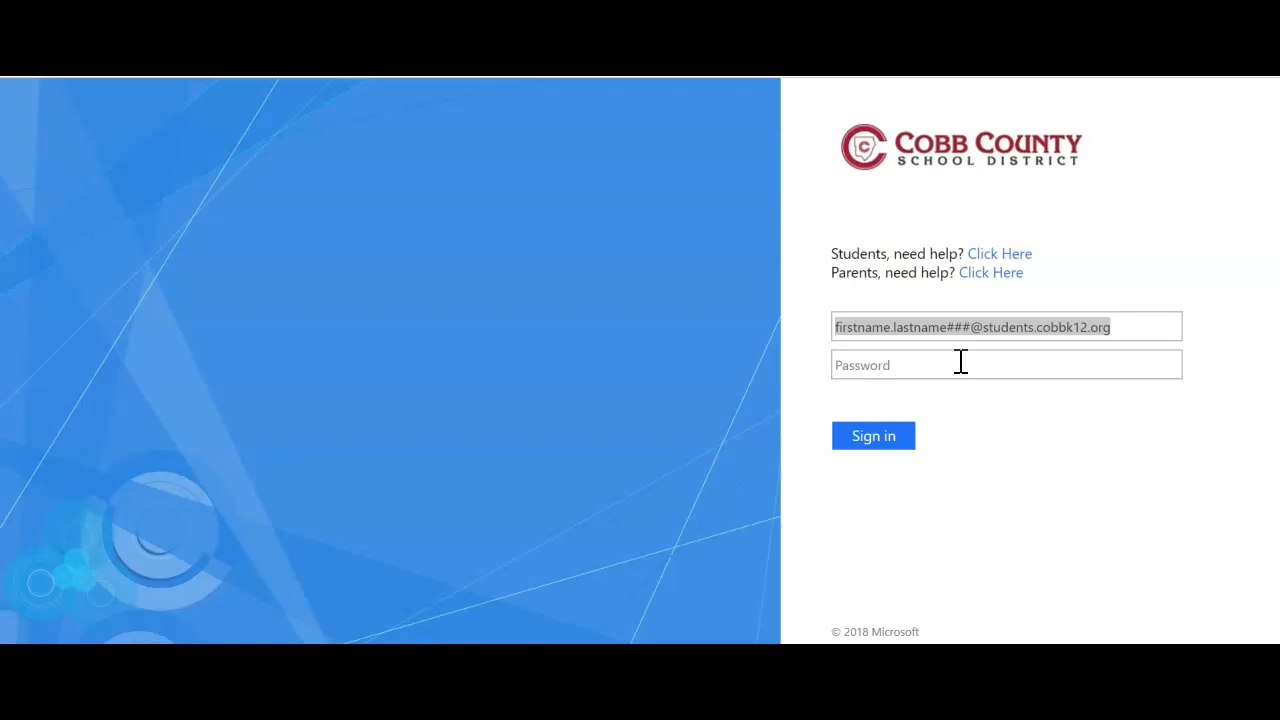 COBB COUNTY
SCHOOL DISTRICT
Students, need help? Click Here
Parents, need help? Click Here
firstname.lastname###@students.cobbk12.org
Password
Sign in
© 2018 Microsoft